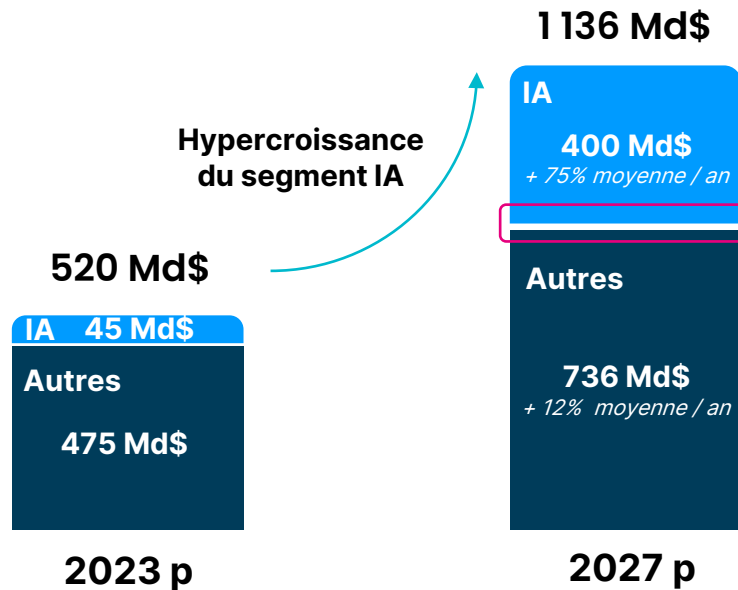 1 136 Md$
IA
400 Md$
+ 75% moyenne / an
Hypercroissance
du segment IA
520 Md$
IA 45 Md$
Autres
475 Md$
Autres
736 Md$
+ 12% moyenne / an
2023 p
2027 p